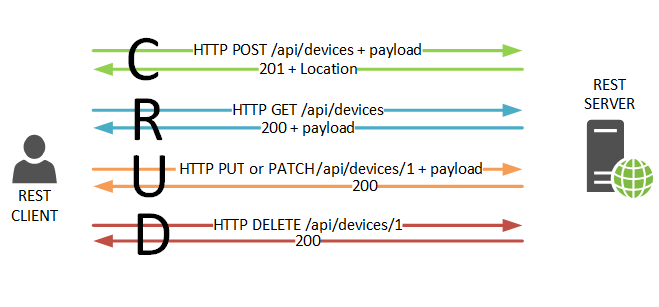 C
HTTP POST /api/devices + payload
201 + Location
R
HTTP GET /api/devices
200 + payload
U
HTTP PUT or PATCH /api/devices/1 + payload
200
D
HTTP DELETE /api/devices/1
200
REST
CLIENT
REST
SERVER